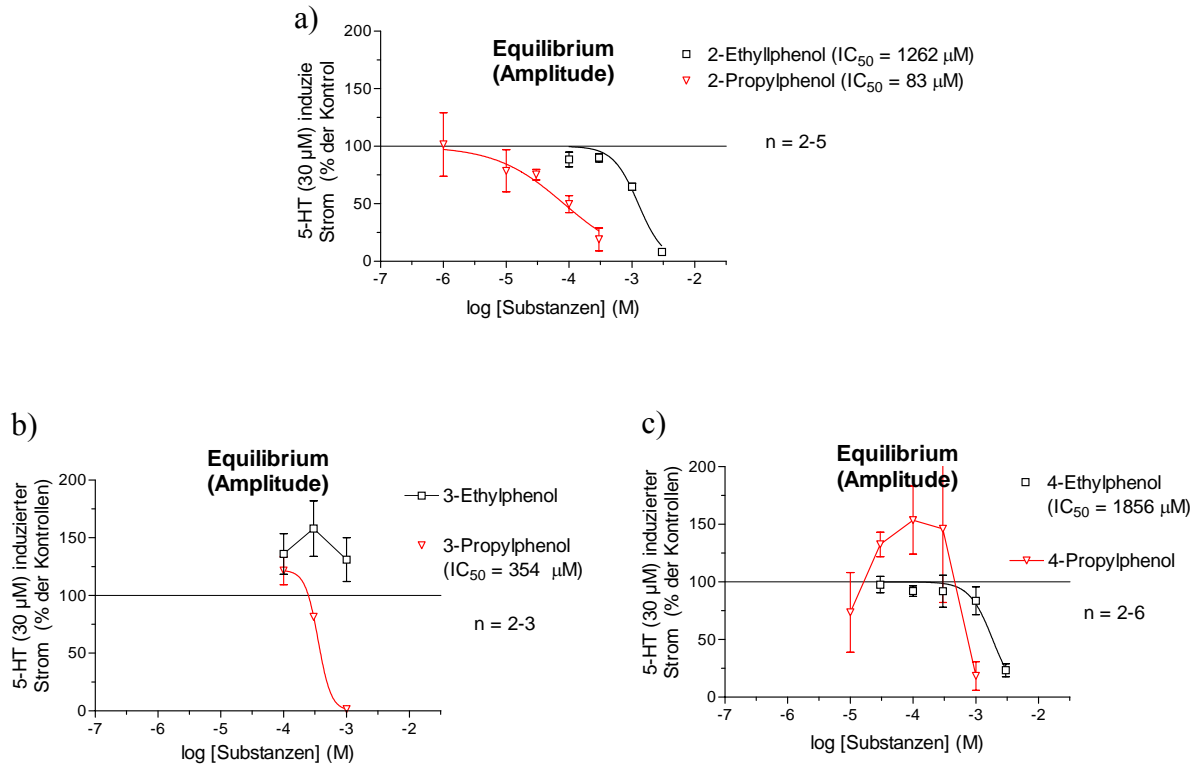 a)
Equilibrium
(Amplitude)
5-HT (30 µM) induzie
Strom (% der Kontrol
200
150
100
50
0
-7 -6 -5 -4 -3 -2 -1
log [Substanzen] (M)
2-Ethyllphenol (IC50 = 1262 µM)
2-Propylphenol (IC50 = 83 µM)
n = 2-5
b)
Equilibrium
(Amplitude)
5-HT (30 µM) induzierter
Strom (% der Kontrollen)
200
150
100
50
0
-7 -6 -5 -4 -3 -2
log [Substanzen] (M)
3-Ethylphenol
3-Propylphenol
(IC50 = 354 µM)
n = 2-3
c)
Equilibrium
(Amplitude)
5-HT (30 µM) induzierter
Strom (% der Kontrollen)
200
150
100
50
0
-7 -6 -5 -4 -3 -2
log [Substanzen] (M)
4-Ethylphenol
(IC50 = 1856 µM)
4-Propylphenol
n = 2-6